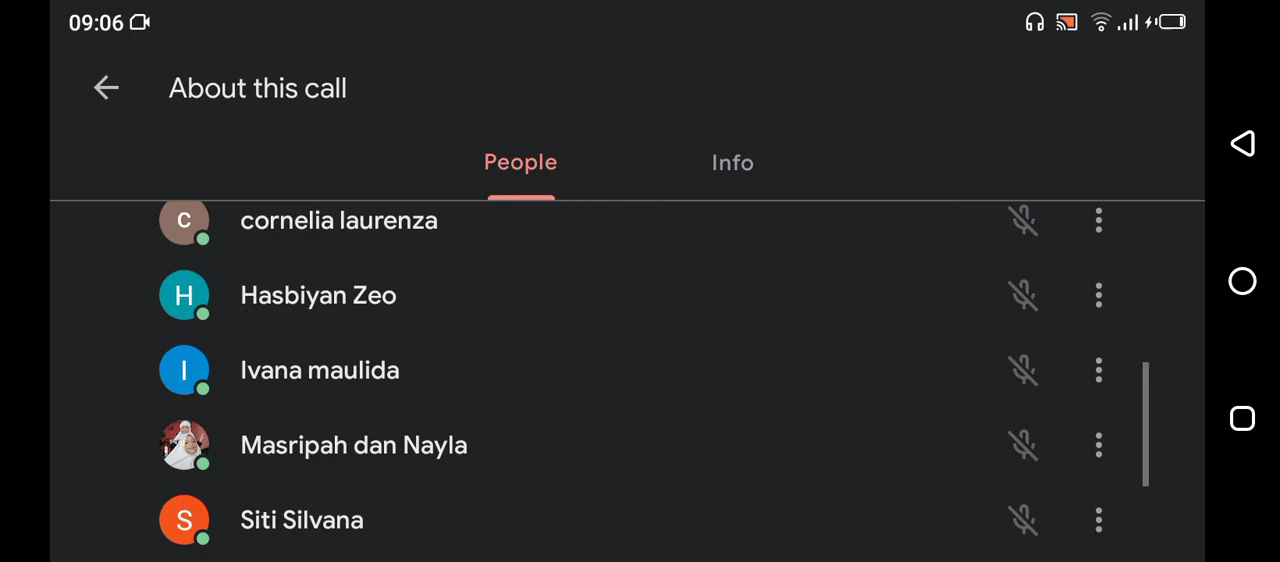 09:06
About this call
People Info
C cornelia laurenza
H Hasbiyan Zeo
I Ivana maulida
Masripah dan Nayla
S Siti Silvana